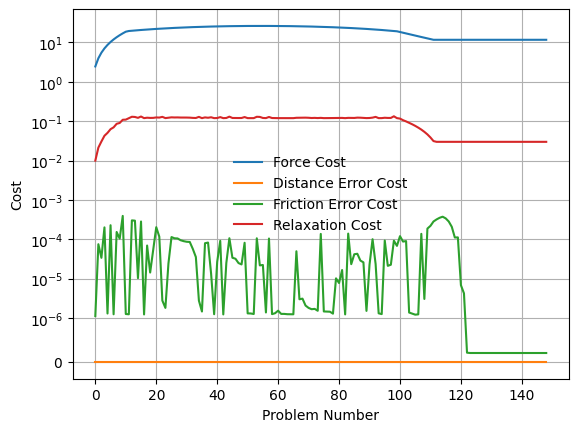 10¹
10⁰
10⁻¹
10⁻²
10⁻³
10⁻⁴
10⁻⁵
10⁻⁶
0
Cost
Force Cost
Distance Error Cost
Friction Error Cost
Relaxation Cost
0 20 40 60 80 100 120 140
Problem Number